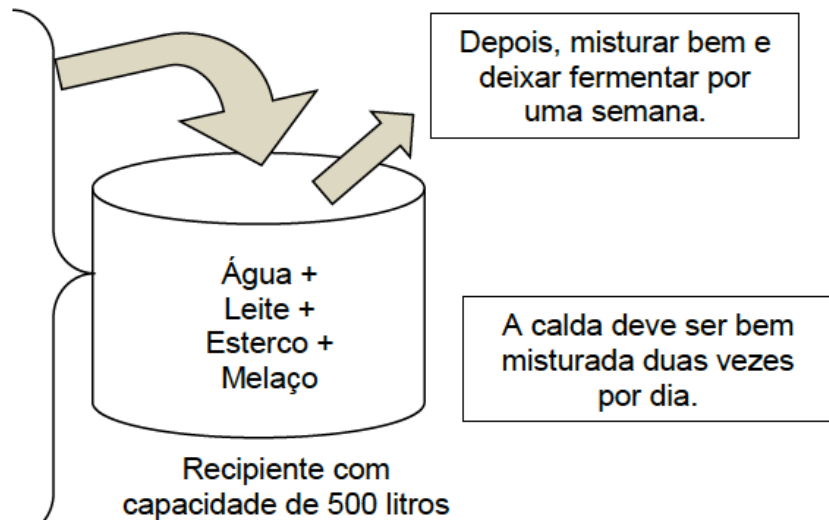 Depois, misturar bem e
deixar fermentar por
uma semana.
Água +
Leite +
Esterco +
Melaço
A calda deve ser bem
misturada duas vezes
por dia.
Recipiente com
capacidade de 500 litros